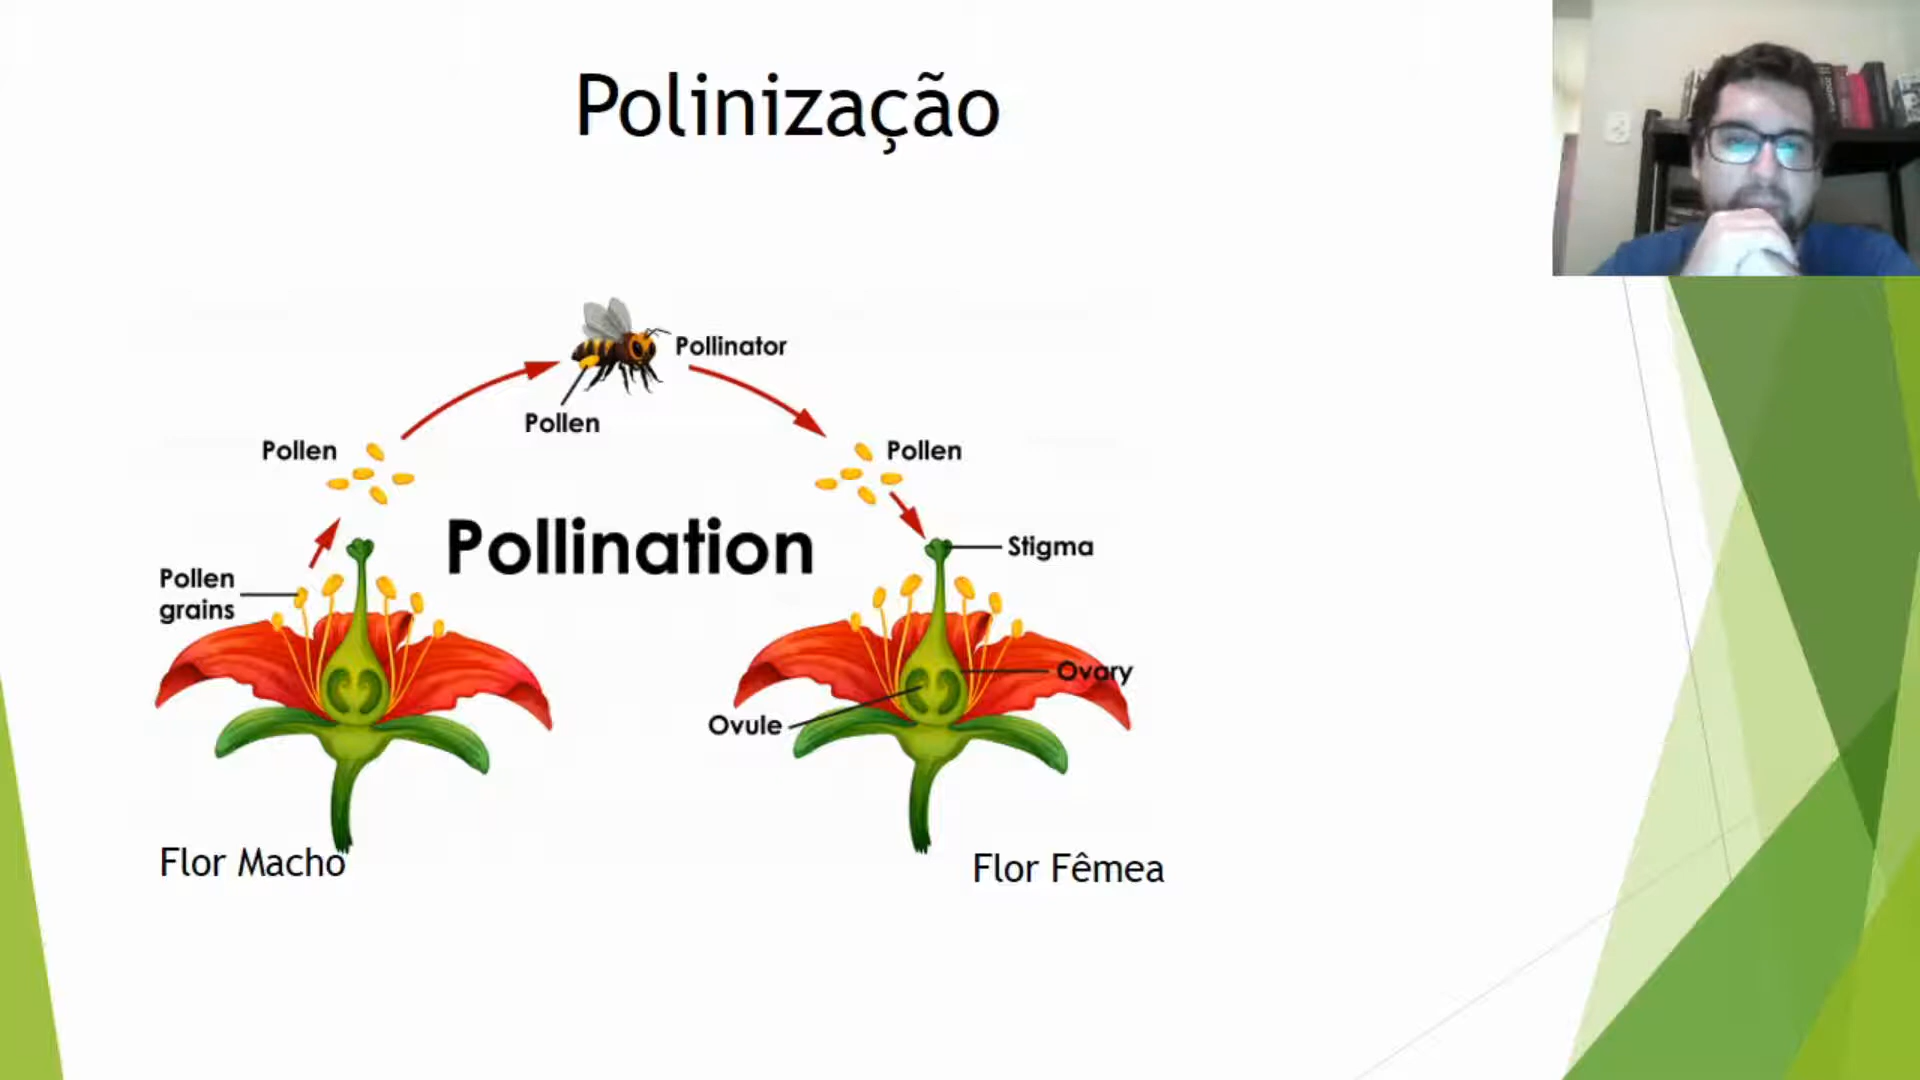 Polinização
Pollinator
Pollen
Pollen
Pollen
Pollination
Stigma
Pollen
grains
Ovary
Ovule
Flor Macho
Flor Fêmea